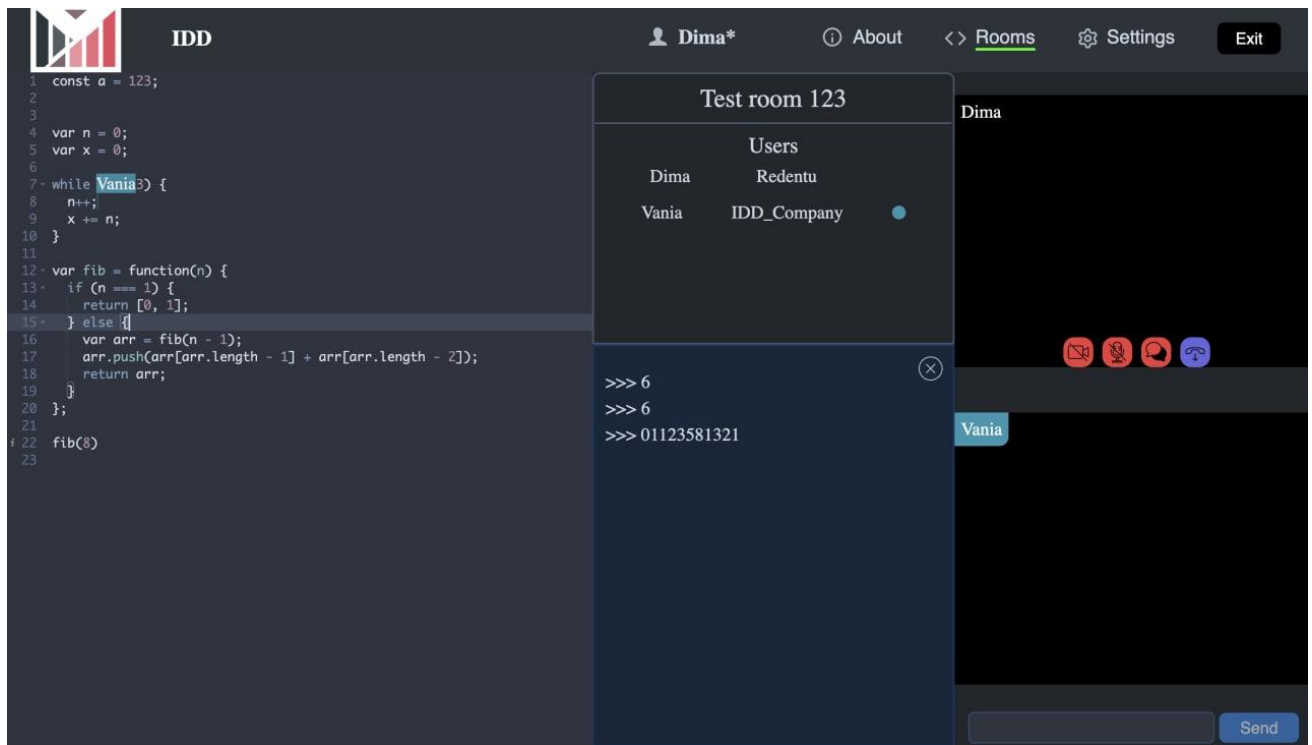 IDD
Dima*
About
<> Rooms
Settings
Exit
1 const a = 123;
2
3
4 var n = 0;
5 var x = 0;
6
7 while Vania3) {
8 n++;
9 x += n;
10 }
11
12 var fib = function(n) {
13 if (n === 1) {
14 return [0, 1];
15 } else {
16 var arr = fib(n - 1);
17 arr.push(arr[arr.length - 1] + arr[arr.length - 2]);
18 return arr;
19 }
20 };
21
i 22 fib(8)
23
Test room 123
Users
Dima Redentu
Vania IDD_Company
>>> 6
>>> 6
>>> 01123581321
Dima
Vania
Send